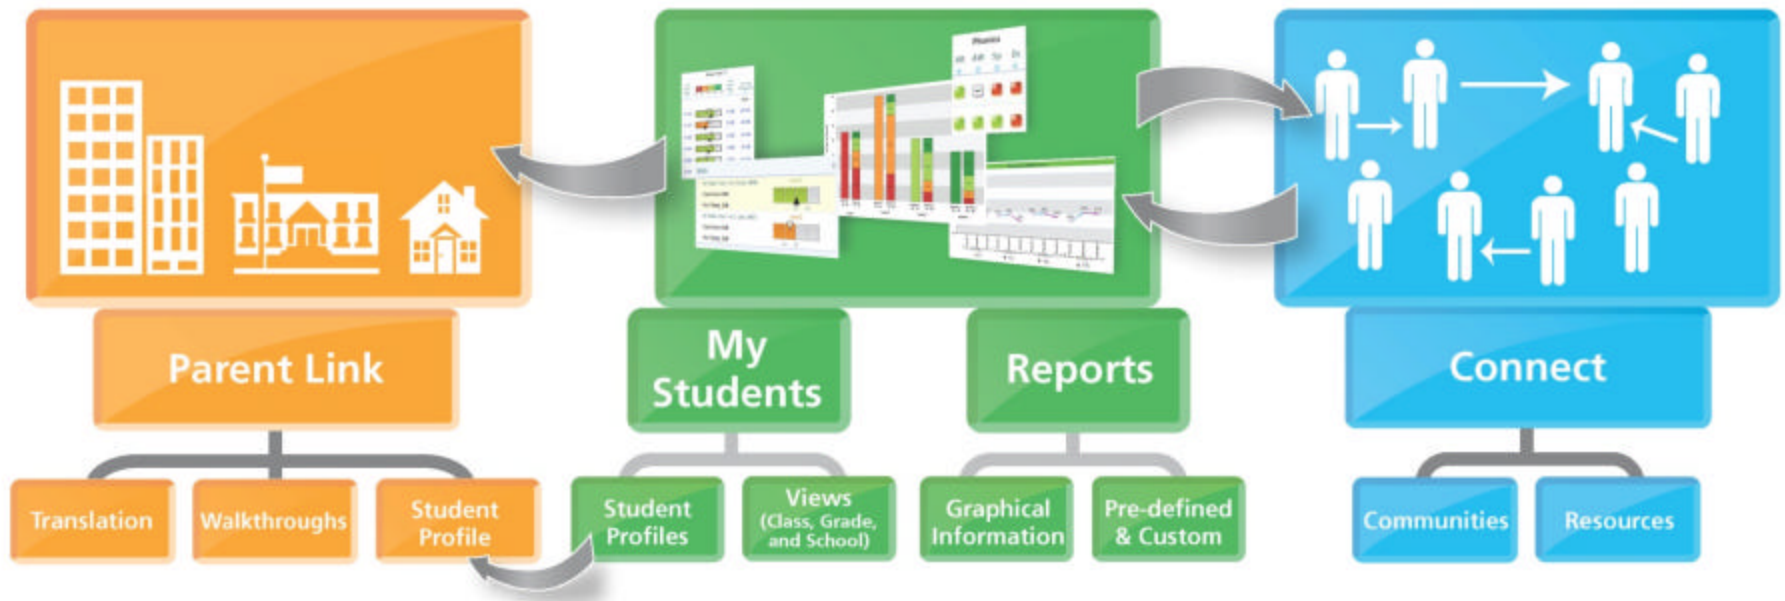 Phonics
Parent Link
My
Students
Reports
Connect
Translation
Walkthroughs
Student
Profile
Student
Profiles
Views
(Class, Grade,
and School)
Graphical
Information
Pre-defined
& Custom
Communities
Resources